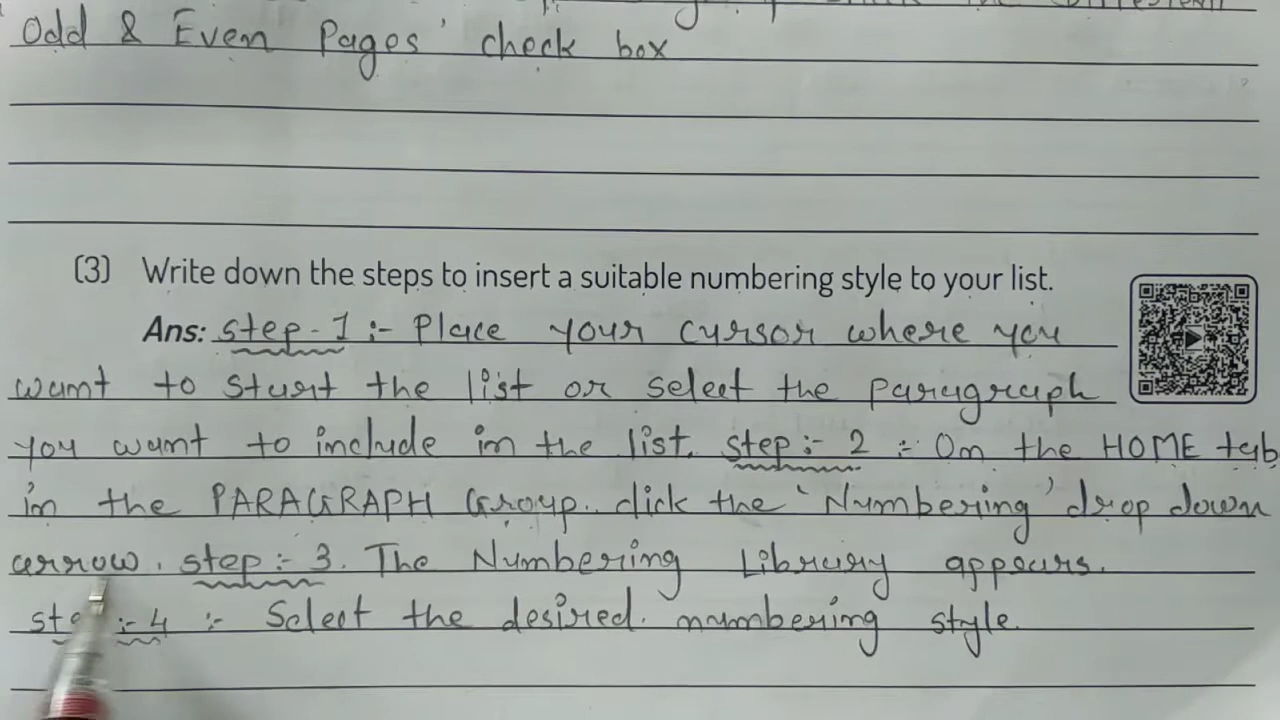 Odd & Even Pages' check box
(3) Write down the steps to insert a suitable numbering style to your list.
Ans: step-1 :- Place your cursor where you
want to start the list or select the paragraph
you want to include in the list. step:- 2 :- On the HOME tab
in the PARAGRAPH Group. click the 'Numbering' drop down
arrow. step:- 3. The Numbering Library appears.
:- 4 :- Select the desired. numbering style.